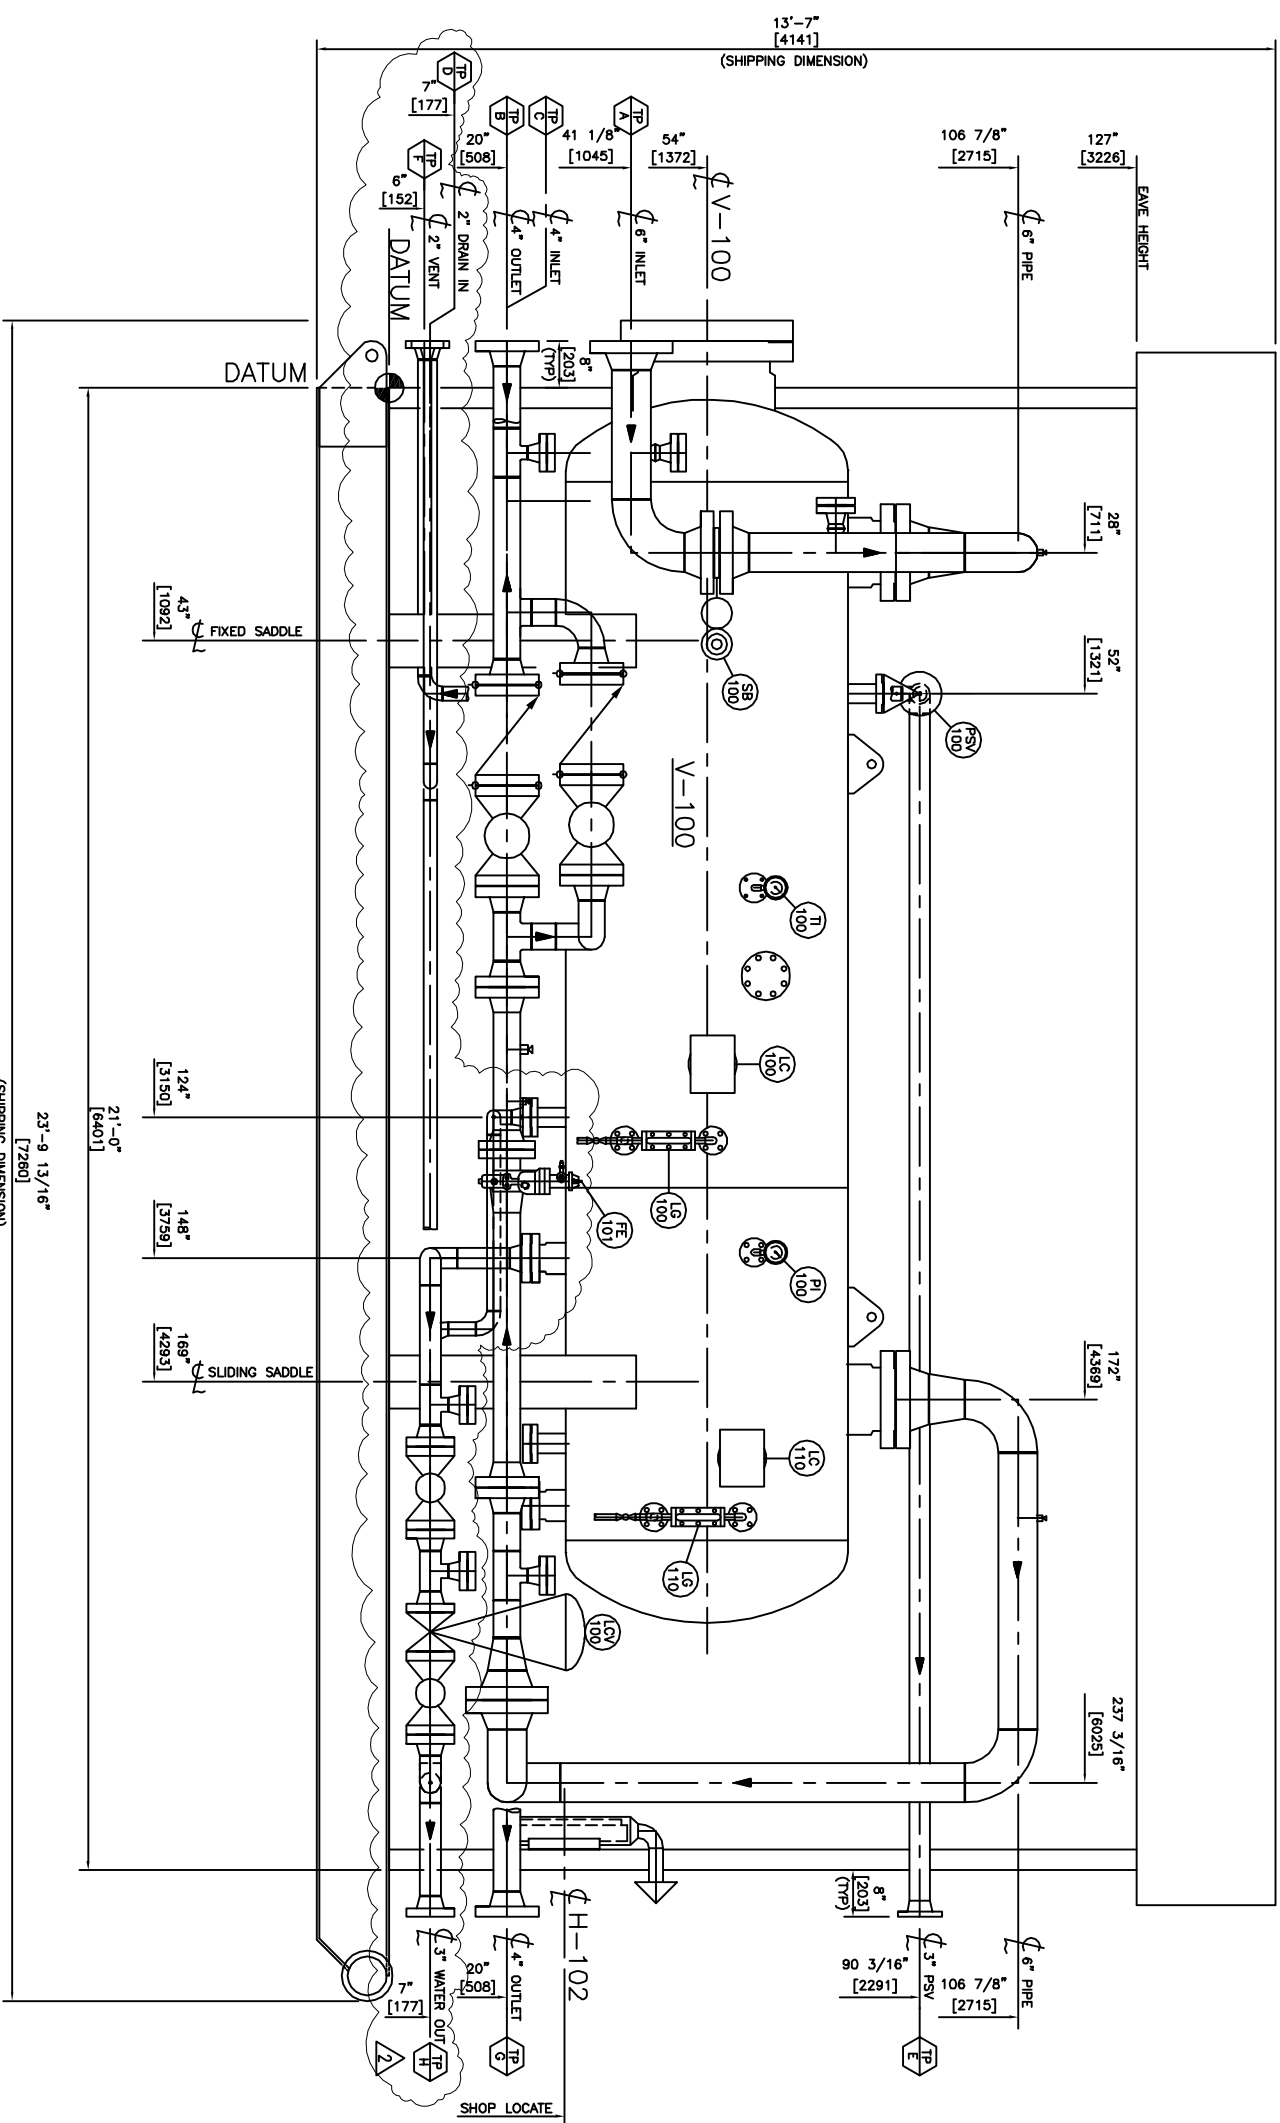 13'-7"
[4141]
(SHIPPING DIMENSION)
127"
[3226]
EAVE HEIGHT
106 7/8"
[2715]
6" PIPE
54"
[1372]
V-100
41 1/8"
[1045]
TP
A
6" INLET
TP
C
4" INLET
20"
[508]
TP
B
4" OUTLET
7"
[177]
TP
D
2" DRAIN IN
6"
[152]
TP
F
2" VENT
DATUM
DATUM
8"
[203]
(TYP)
28"
[711]
52"
[1321]
172"
[4369]
237 3/16"
[6025]
PSV
100
SB
100
V-100
TI
100
LC
100
LG
100
FE
101
PI
100
LC
110
LG
110
LCV
100
43"
[1092]
FIXED SADDLE
124"
[3150]
148"
[3759]
169"
[4293]
SLIDING SADDLE
21'-0"
[6401]
23'-9 13/16"
[7260]
(SHIPPING DIMENSION)
8"
[203]
(TYP)
6" PIPE
106 7/8"
[2715]
3" PSV
90 3/16"
[2291]
TP
E
H-102
SHOP LOCATE
4" OUTLET
20"
[508]
TP
G
3" WATER OUT
7"
[177]
TP
H
2